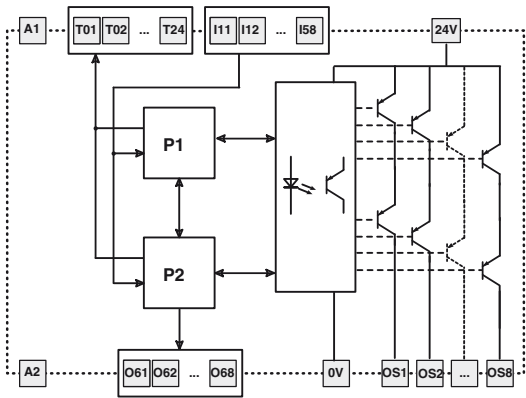 A1 T01 T02 ... T24 I11 I12 ... I58 24V
P1
P2
A2 O61 O62 ... O68 0V OS1 OS2 ... OS8